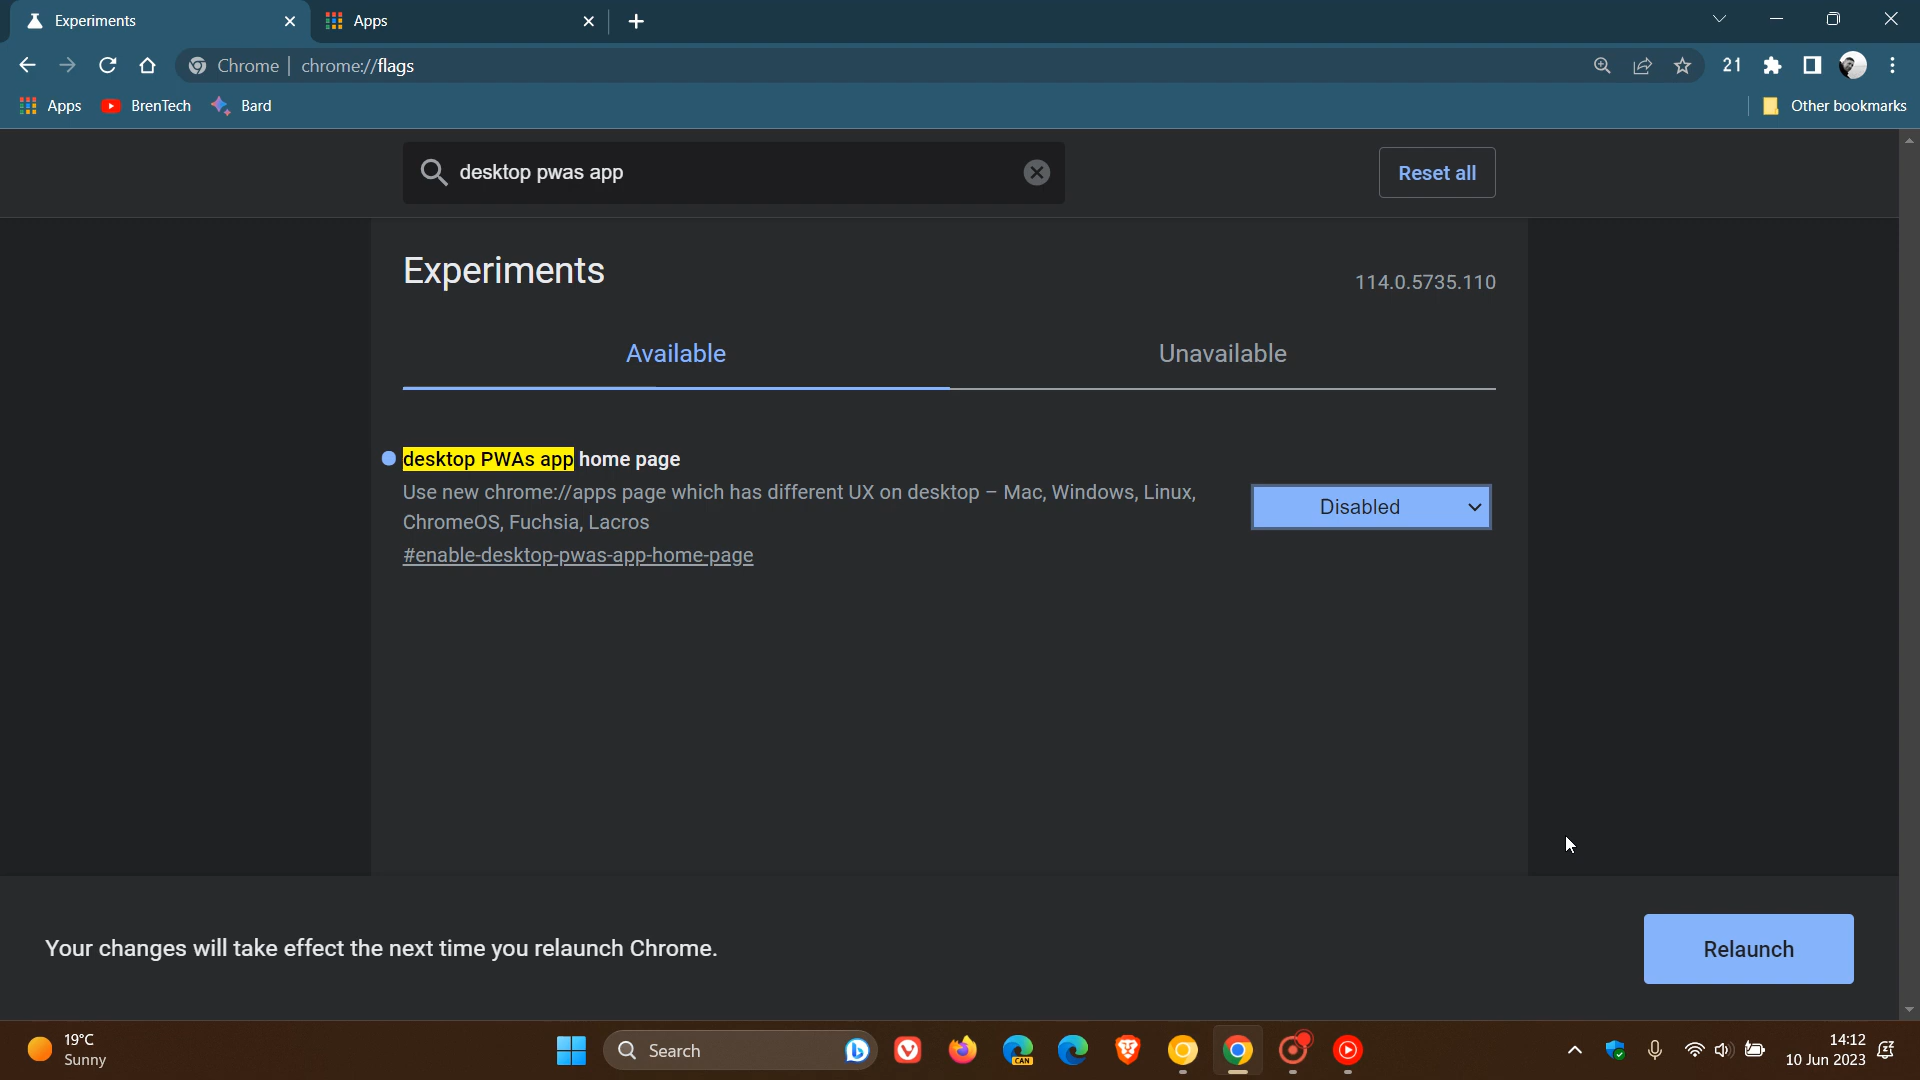 Experiments
Apps
Chrome | chrome://flags
21
Apps
BrenTech
Bard
Other bookmarks
desktop pwas app
Reset all
Experiments
114.0.5735.110
Available
Unavailable
desktop PWAs app home page
Use new chrome://apps page which has different UX on desktop – Mac, Windows, Linux,
ChromeOS, Fuchsia, Lacros
#enable-desktop-pwas-app-home-page
Disabled
Your changes will take effect the next time you relaunch Chrome.
Relaunch
19°C
Sunny
Search
CAN
14:12
10 Jun 2023